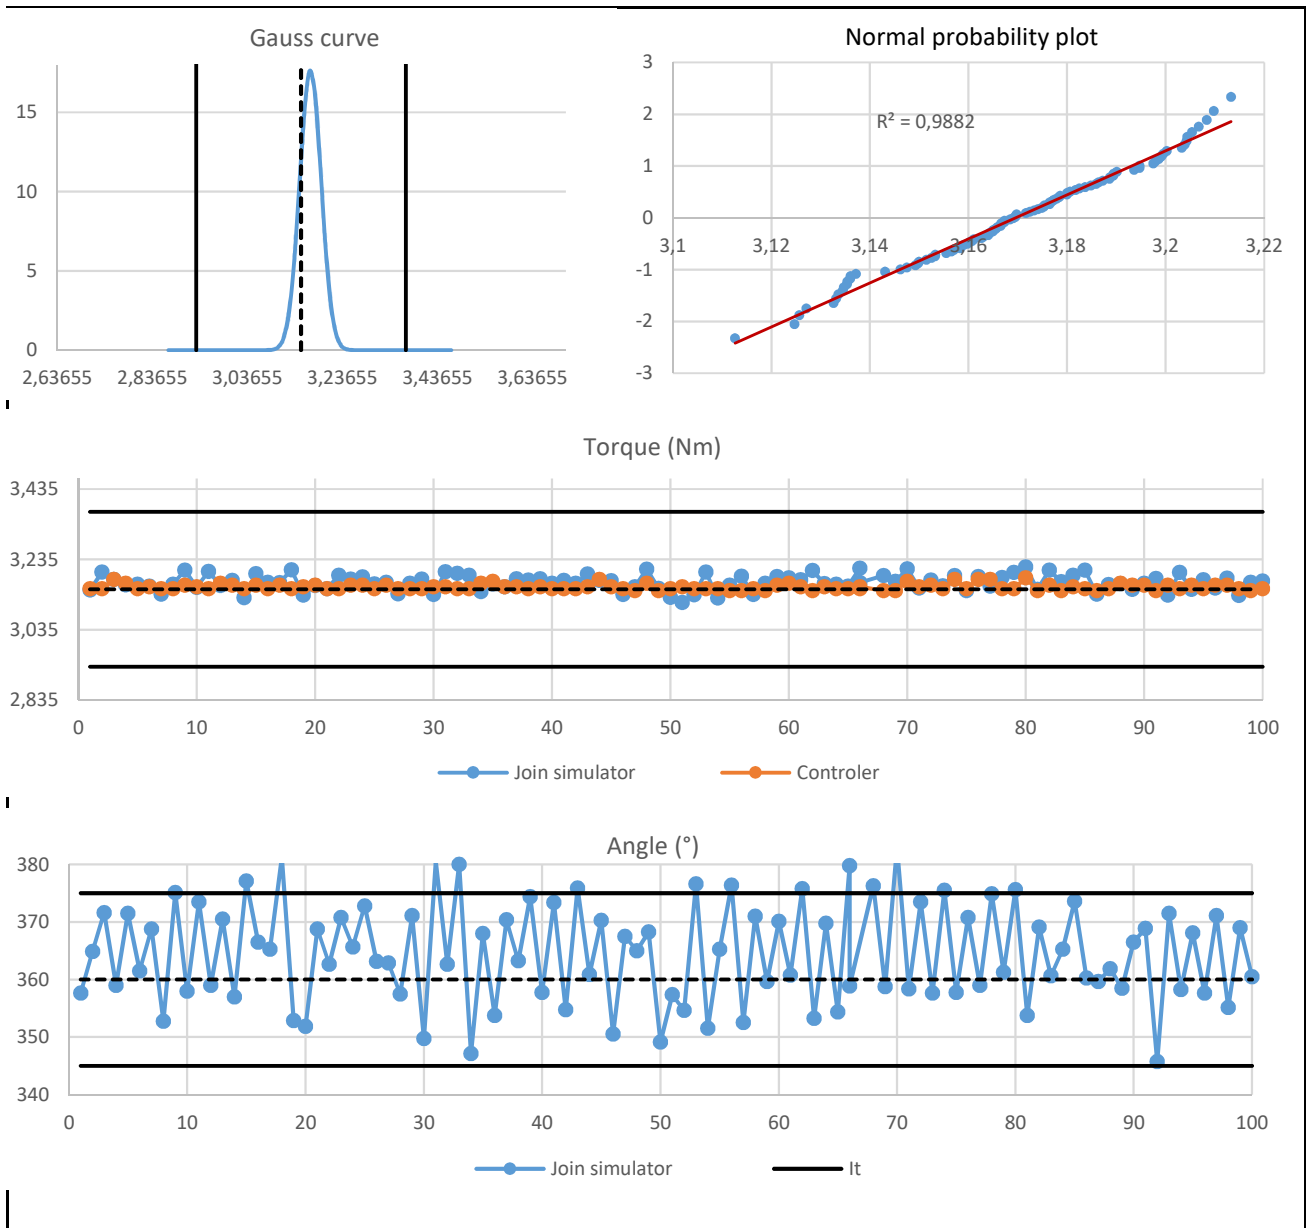 Gauss curve
15
10
5
0
2,63655 2,83655 3,03655 3,23655 3,43655 3,63655
Normal probability plot
3
R² = 0,9882
2
1
0
3,1 3,12 3,14 3,16 3,18 3,2 3,22
-1
-2
-3
Torque (Nm)
3,435
3,235
3,035
2,835
0 10 20 30 40 50 60 70 80 90 100
Join simulator Controler
Angle (°)
380
370
360
350
340
0 10 20 30 40 50 60 70 80 90 100
Join simulator It